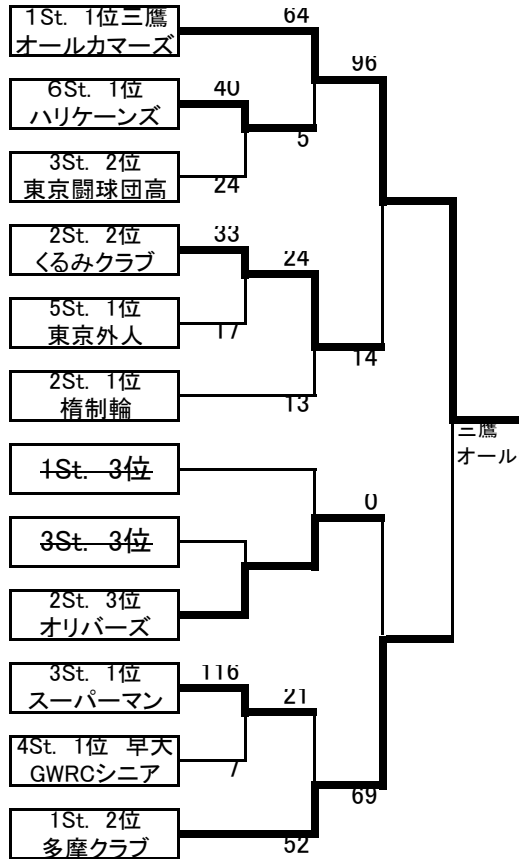 1St. 1位三鷹
オールカマーズ
64
96
6St. 1位
ハリケーンズ
40
5
3St. 2位
東京闘球団高
24
2St. 2位
くるみクラブ
33
24
5St. 1位
東京外人
17
14
2St. 1位
楕制輪
13
三鷹
オール
1St. 3位
0
3St. 3位
2St. 3位
オリバーズ
3St. 1位
スーパーマン
116
21
4St. 1位 早大
GWRCシニア
7
69
1St. 2位
多摩クラブ
52